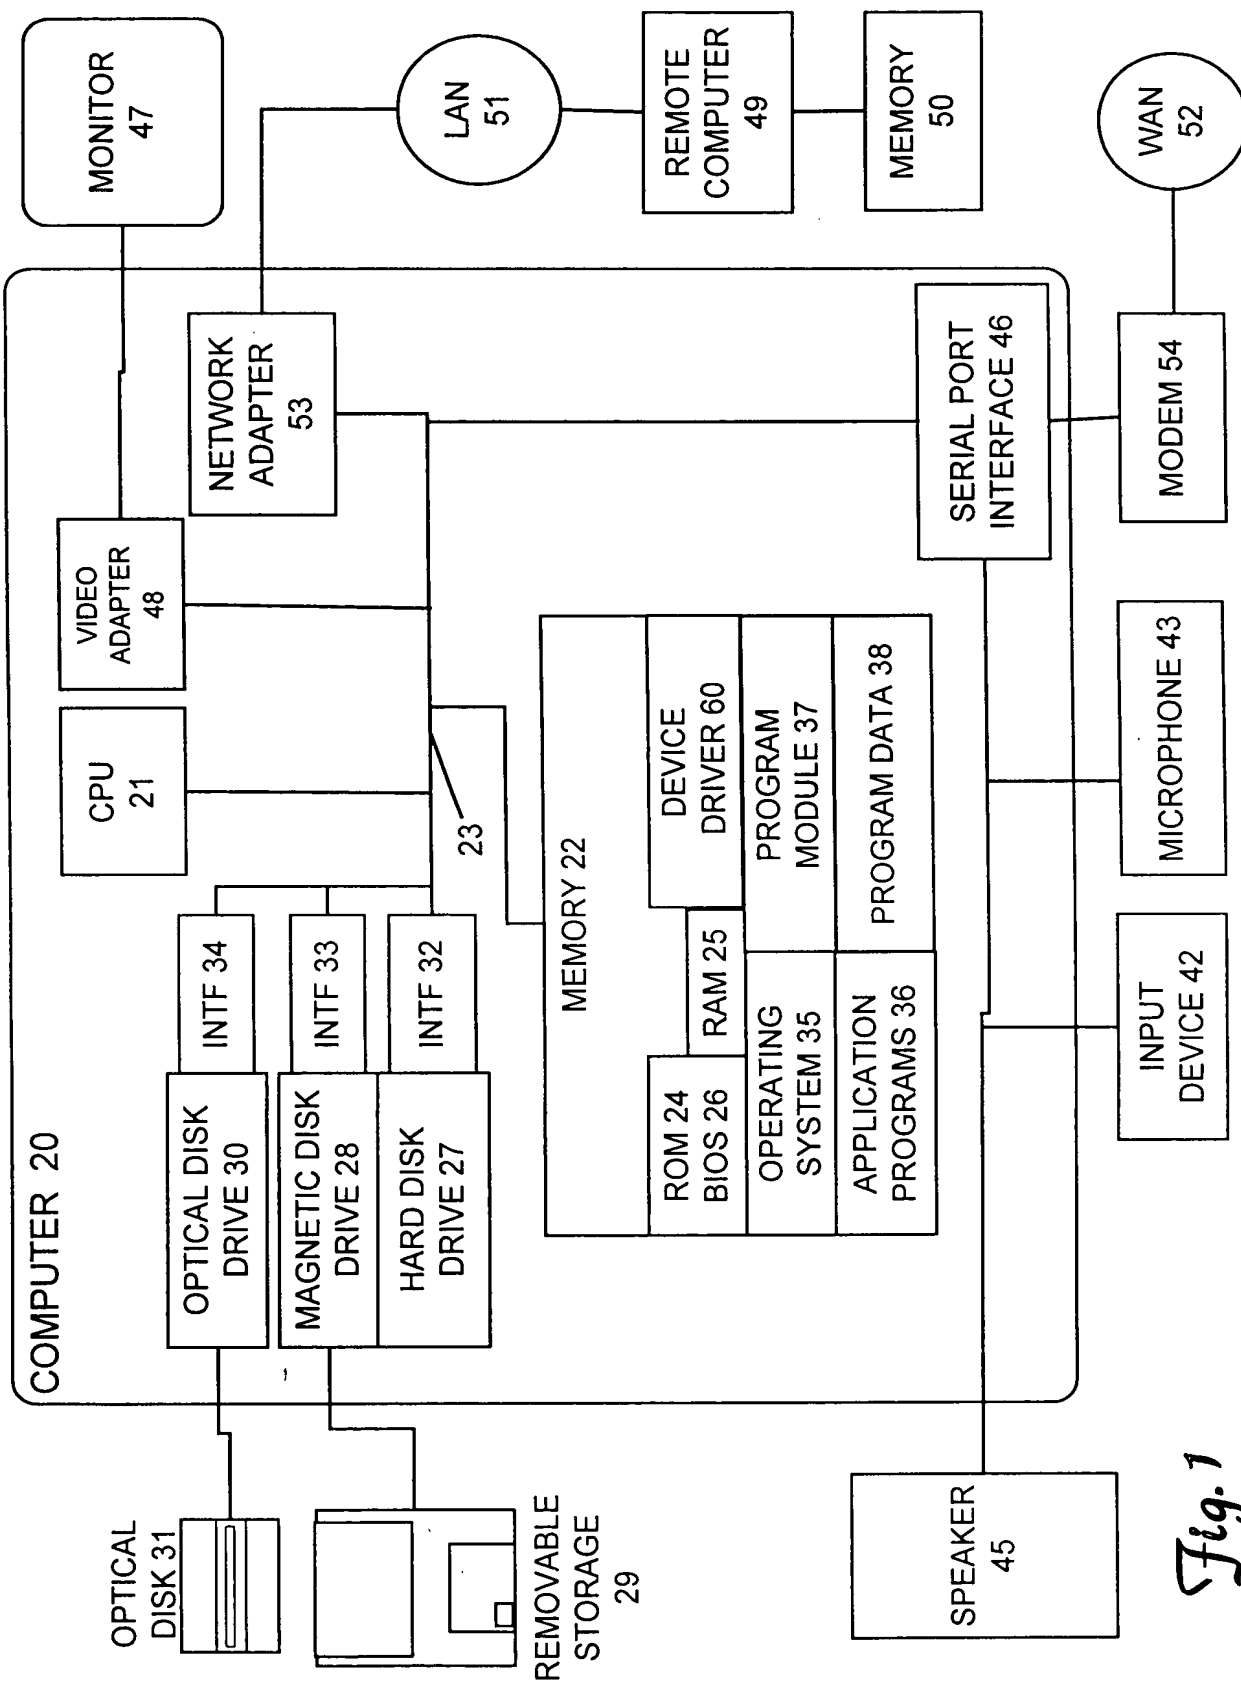 COMPUTER 20
OPTICAL
DISK 31
REMOVABLE
STORAGE
29
OPTICAL DISK
DRIVE 30
MAGNETIC DISK
DRIVE 28
HARD DISK
DRIVE 27
INTF 34
INTF 33
INTF 32
CPU
21
VIDEO
ADAPTER
48
MONITOR
47
NETWORK
ADAPTER
53
23
LAN
51
REMOTE
COMPUTER
49
MEMORY
50
MEMORY 22
ROM 24
BIOS 26
RAM 25
DEVICE
DRIVER 60
OPERATING
SYSTEM 35
PROGRAM
MODULE 37
APPLICATION
PROGRAMS 36
PROGRAM DATA 38
SERIAL PORT
INTERFACE 46
SPEAKER
45
INPUT
DEVICE 42
MICROPHONE 43
MODEM 54
WAN
52
Fig. 1